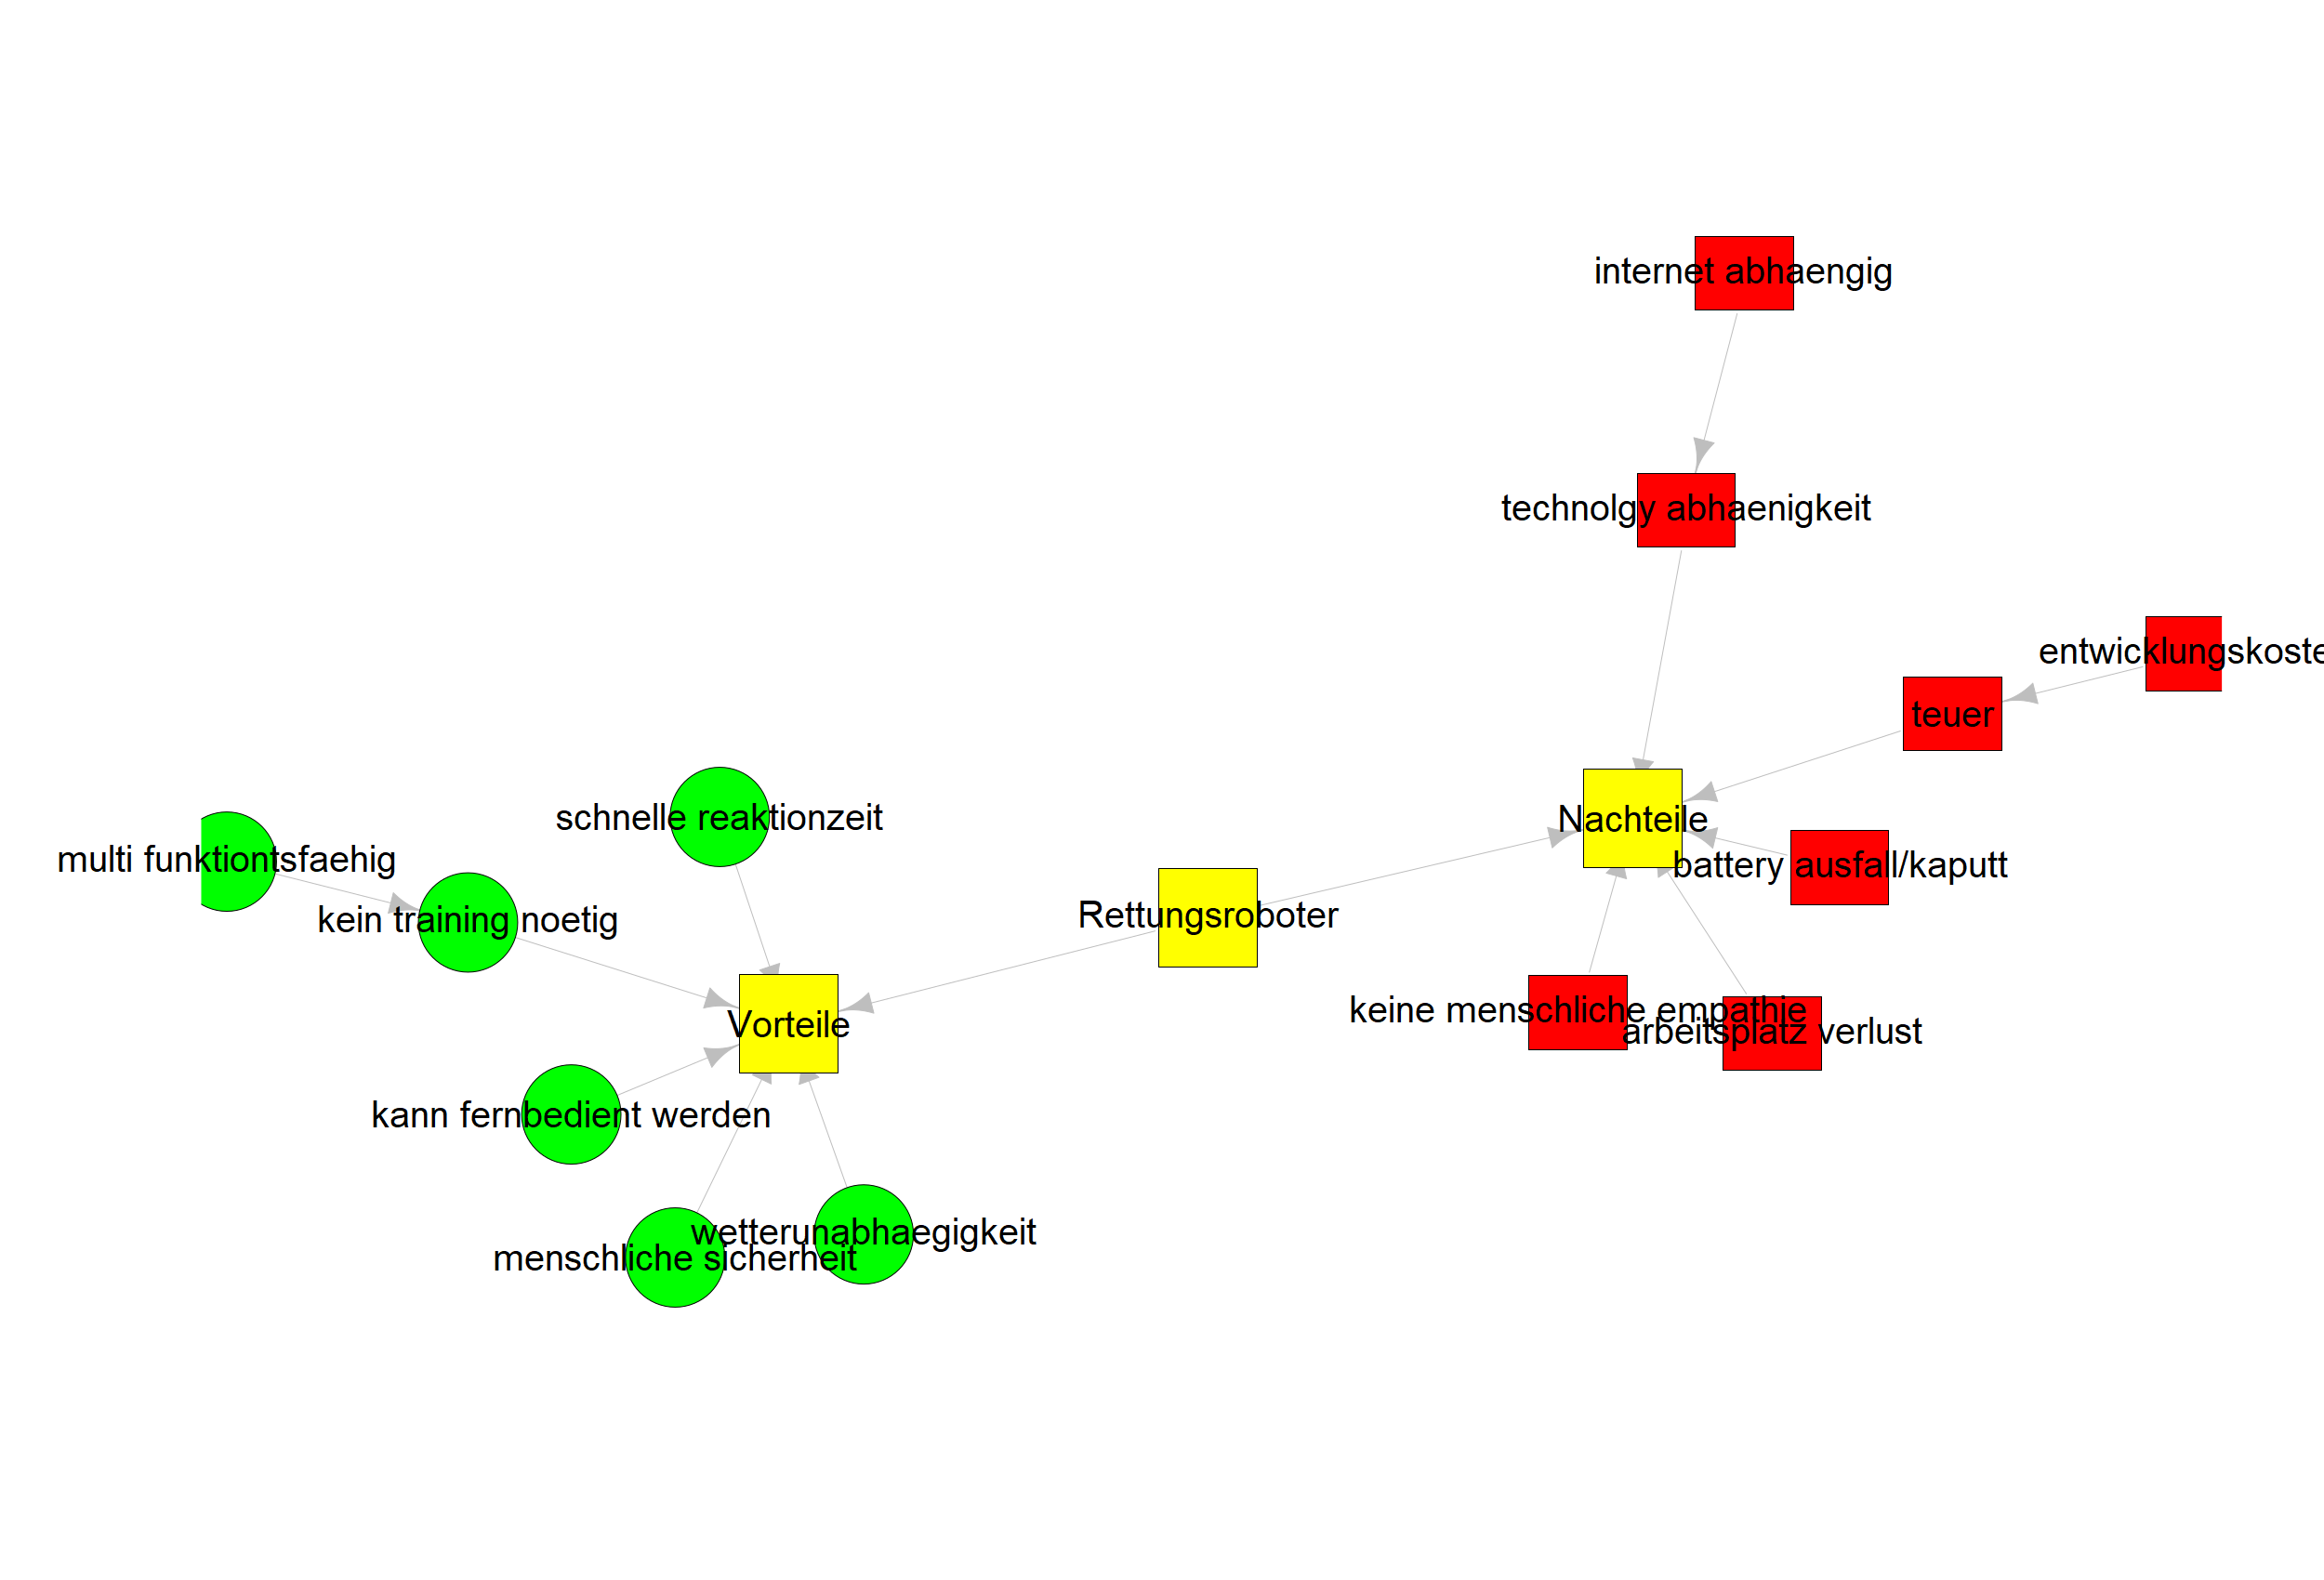 internet abhaengig
technolgy abhaenigkeit
entwicklungskoste
teuer
schnelle reaktionzeit
Nachteile
multi funktiontsfaehig
battery ausfall/kaputt
kein training noetig
Rettungsroboter
keine menschliche empathie
Vorteile
arbeitsplatz verlust
kann fernbedient werden
wetterunabhaegigkeit
menschliche sicherheit